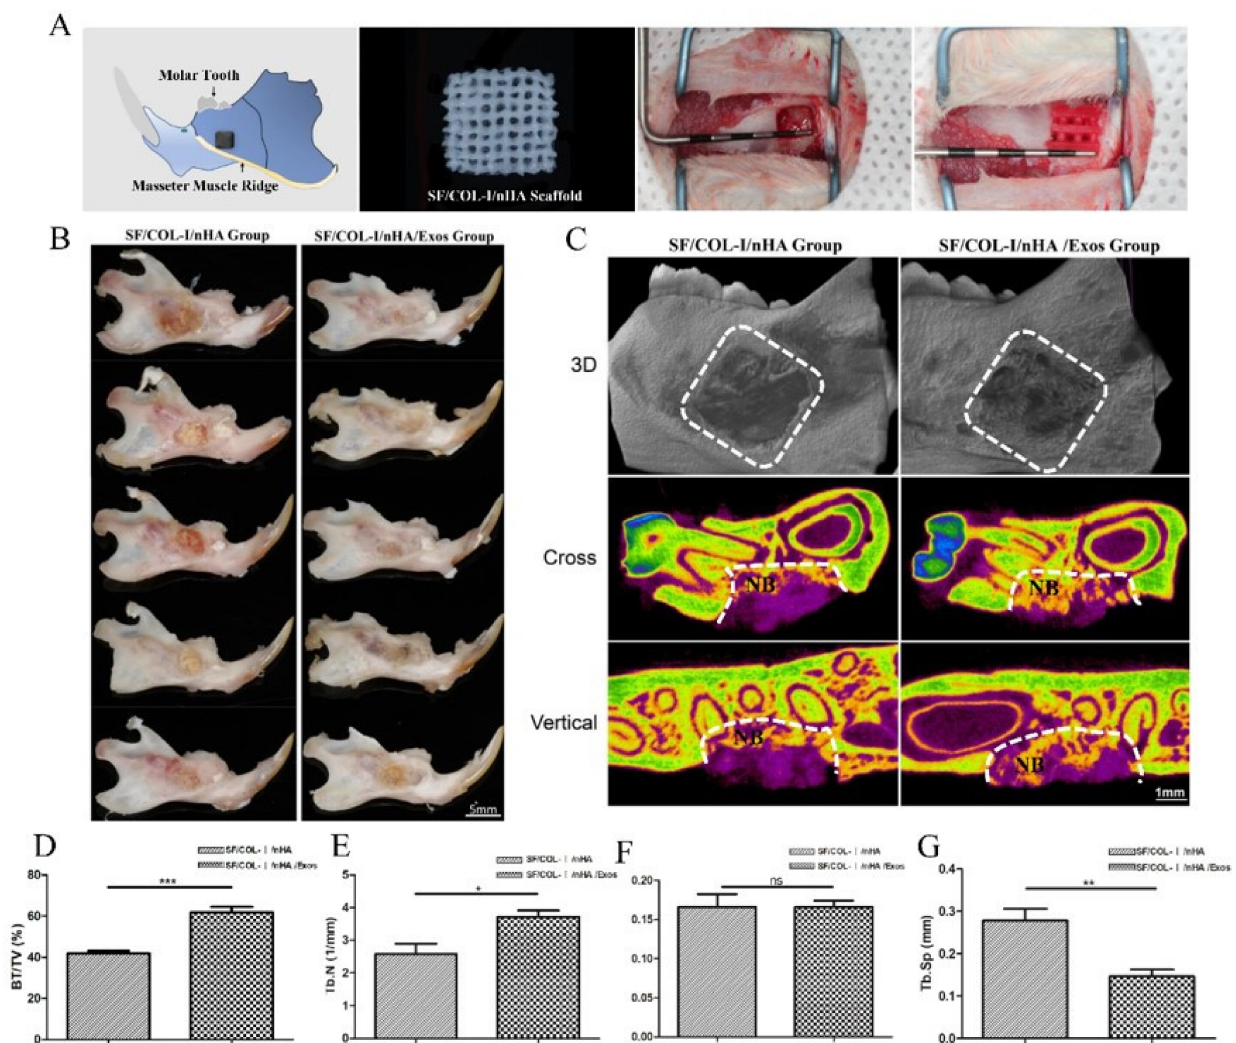 A
Molar Tooth
Masseter Muscle Ridge
SF/COL-I/nHA Scaffold
B
SF/COL-I/nHA Group
SF/COL-I/nHA/Exos Group
5mm
C
SF/COL-I/nHA Group
SF/COL-I/nHA /Exos Group
3D
Cross
NB
NB
Vertical
NB
NB
1mm
D
SF/COL-Ⅰ/nHA
SF/COL-Ⅰ/nHA/Exos
BT/TV (%)
80
60
40
20
0
***
E
SF/COL-Ⅰ/nHA
SF/COL-Ⅰ/nHA /Exos
Tb.N (1/mm)
5
4
3
2
1
0
*
F
SF/COL-Ⅰ/nHA
SF/COL-Ⅰ/nHA /Exos
0.20
0.15
0.10
0.05
0.00
ns
G
SF/COL-Ⅰ/nHA
SF/COL-Ⅰ/nHA /Exos
Tb.Sp (mm)
0.4
0.3
0.2
0.1
0.0
**